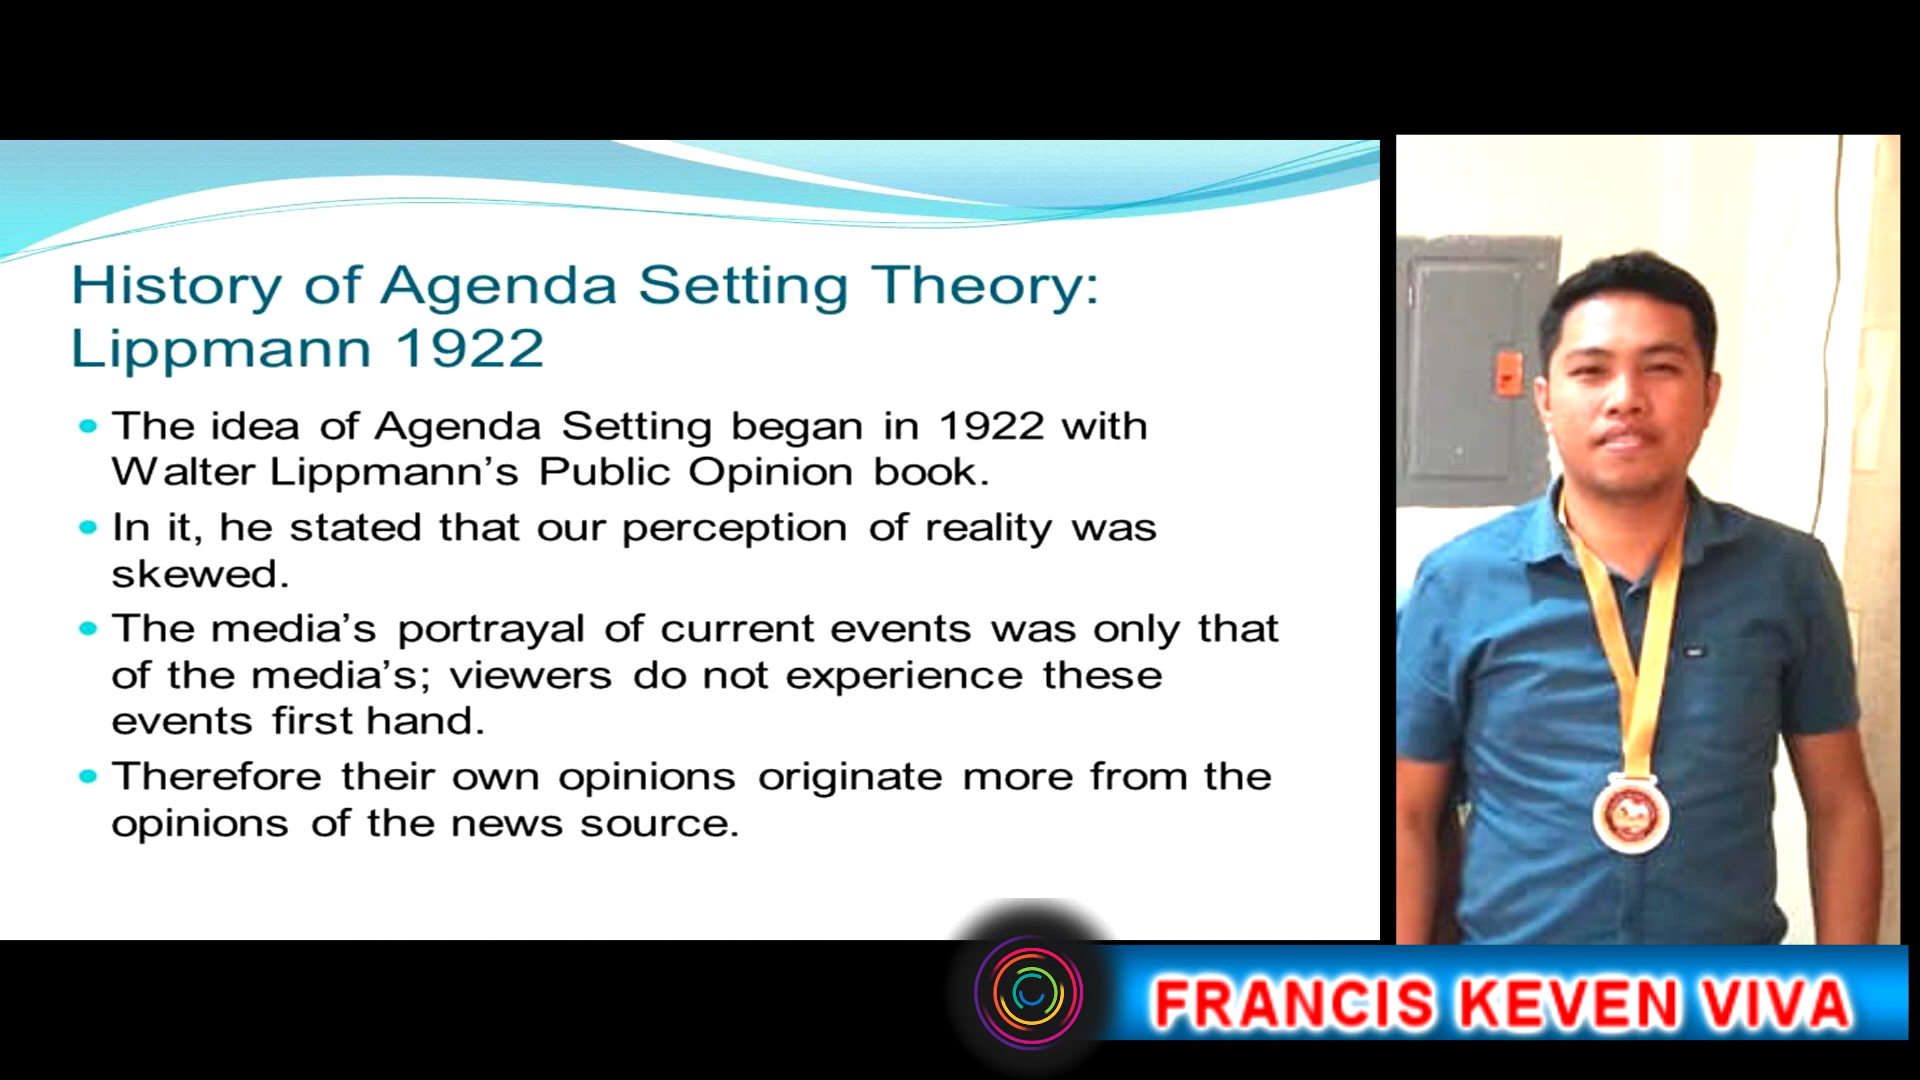 History of Agenda Setting Theory:
Lippmann 1922
• The idea of Agenda Setting began in 1922 with
Walter Lippmann’s Public Opinion book.
• In it, he stated that our perception of reality was
skewed.
• The media’s portrayal of current events was only that
of the media’s; viewers do not experience these
events first hand.
• Therefore their own opinions originate more from the
opinions of the news source.
FRANCIS KEVEN VIVA